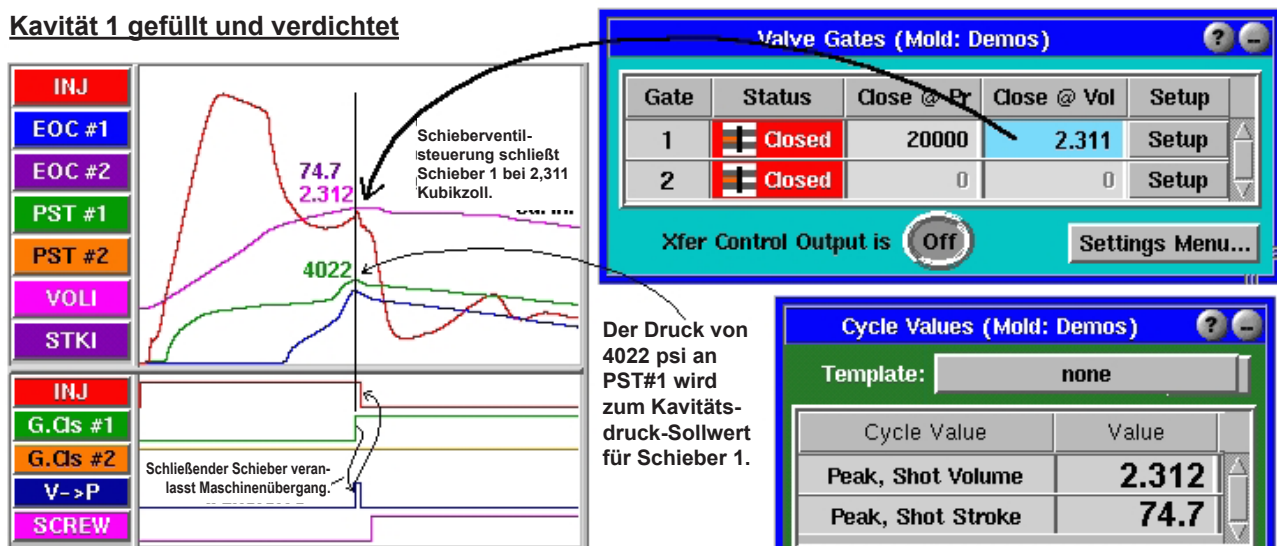 Kavität 1 gefüllt und verdichtet
INJ
EOC #1
EOC #2
PST #1
PST #2
VOLI
STKI
74.7
2.312
4022
Schieberventil-
steuerung schließt
Schieber 1 bei 2,311
Kubikzoll.
INJ
G.Cls #1
G.Cls #2
V->P
SCREW
Schließender Schieber veran-
lasst Maschinenübergang.
Valve Gates (Mold: Demos)
? –
Gate Status Close @ Pr Close @ Vol Setup
1 Closed 20000 2.311 Setup
2 Closed 0 0 Setup
Xfer Control Output is Off Settings Menu...
Der Druck von
4022 psi an
PST#1 wird
zum Kavitäts-
druck-Sollwert
für Schieber 1.
Cycle Values (Mold: Demos)
? –
Template: none
Cycle Value Value
Peak, Shot Volume 2.312
Peak, Shot Stroke 74.7